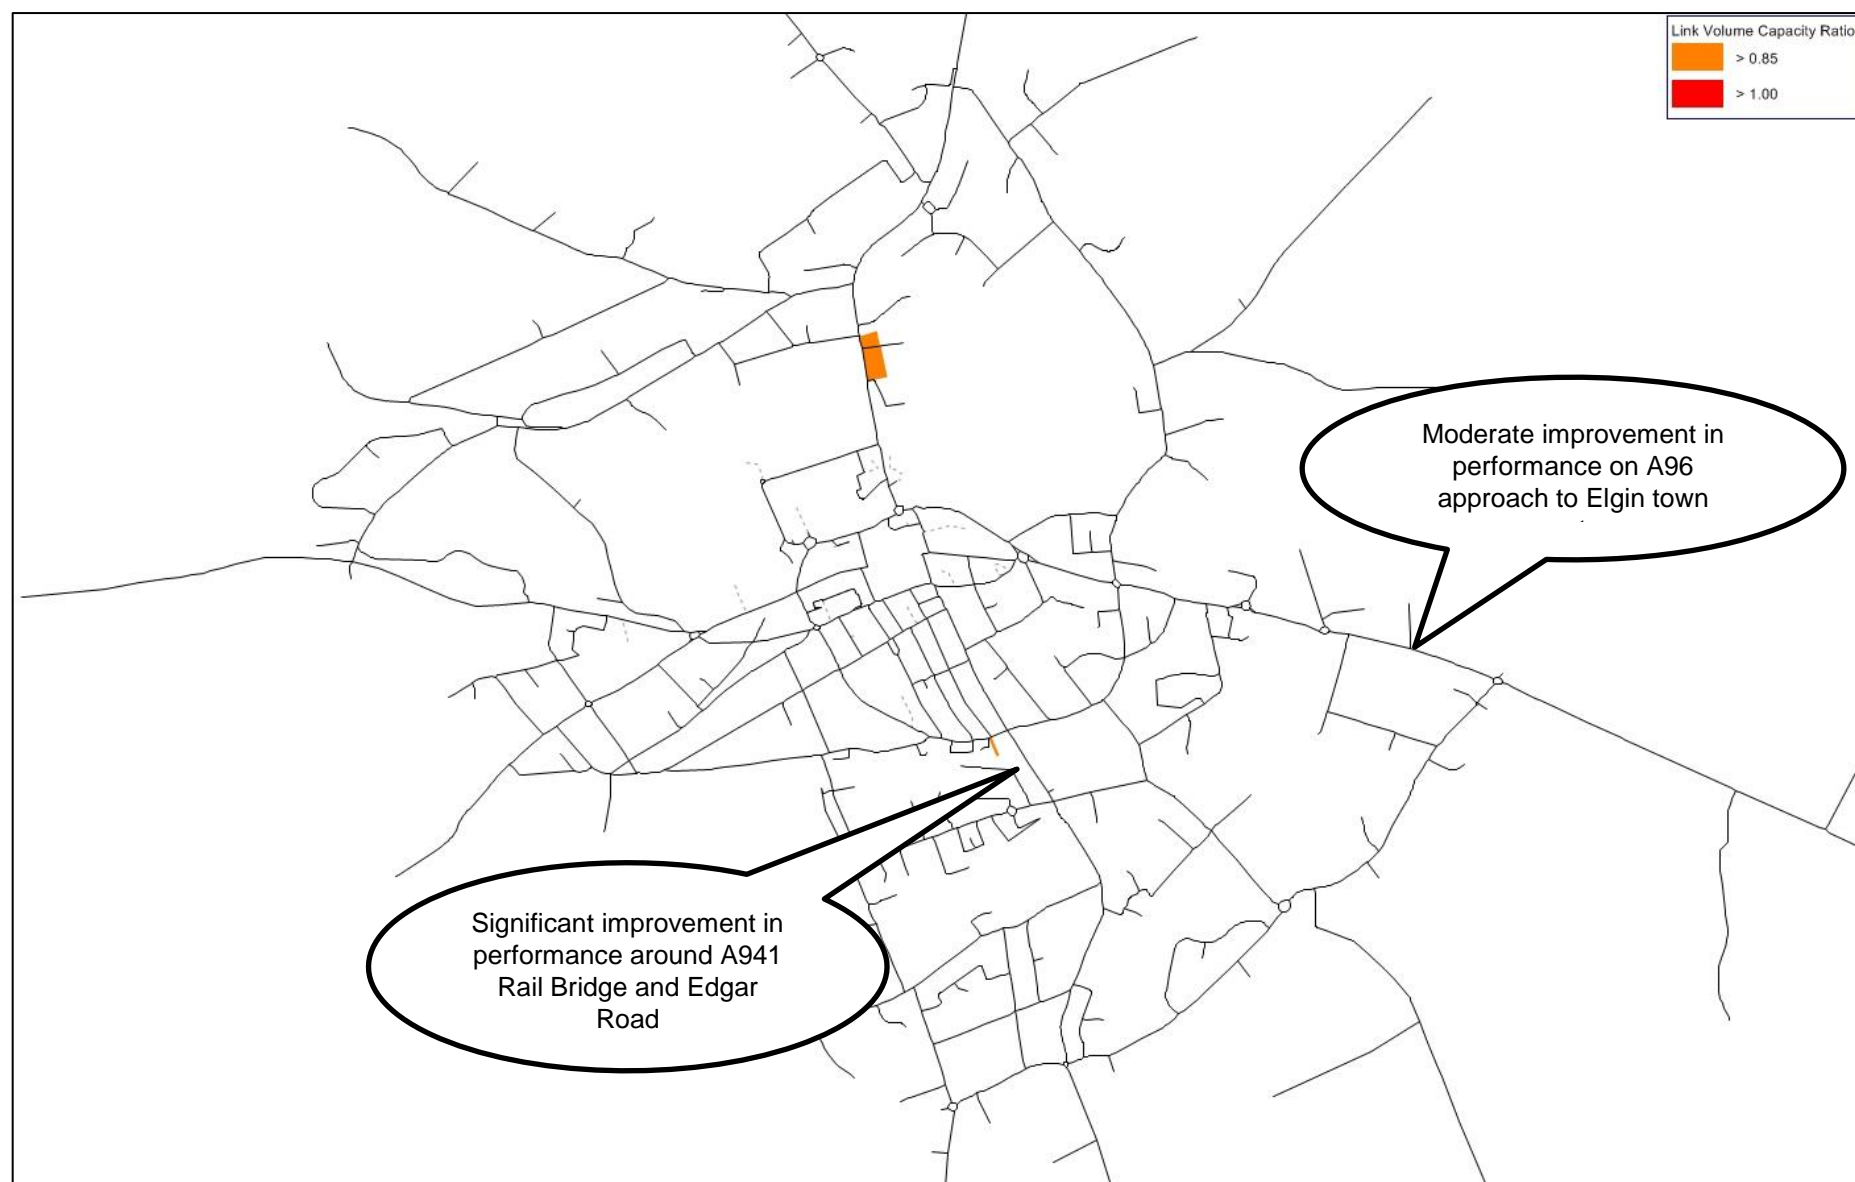 Link Volume Capacity Ratio
> 0.85
> 1.00
Moderate improvement in
performance on A96
approach to Elgin town
Significant improvement in
performance around A941
Rail Bridge and Edgar
Road